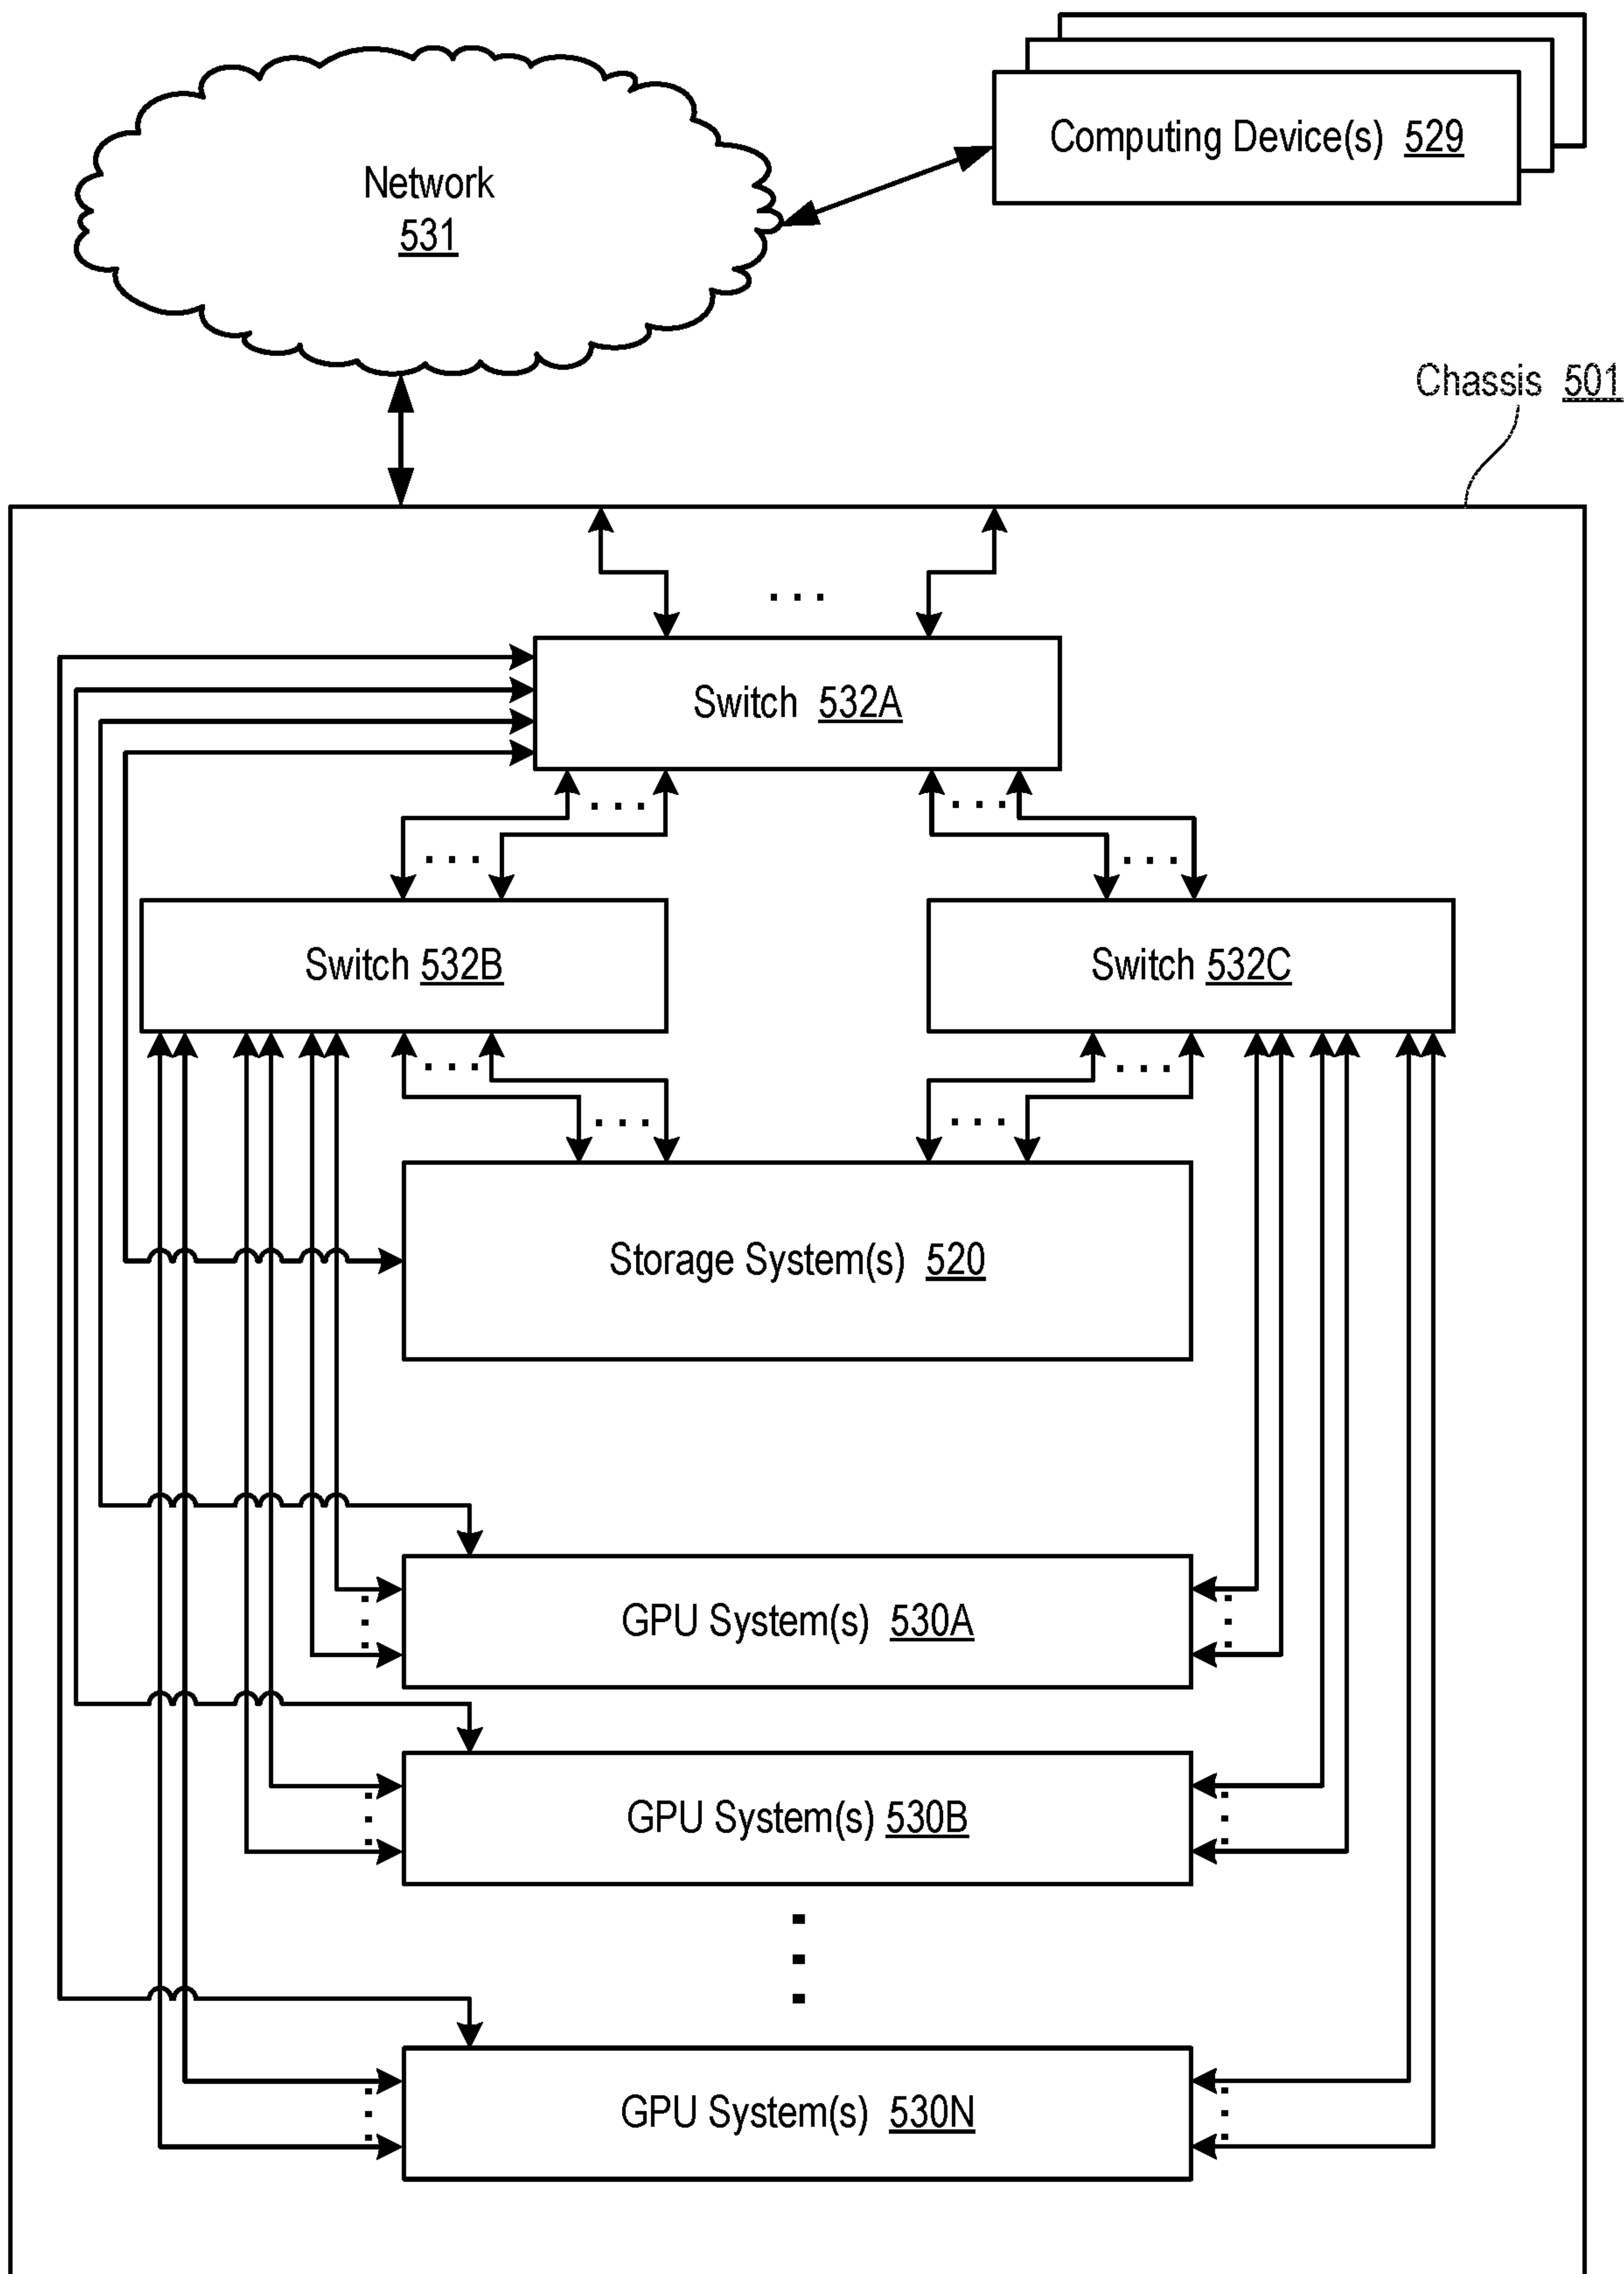 Computing Device(s) 529
Network
531
Chassis 501
. . .
Switch 532A
. . .
. . .
. . .
. . .
Switch 532B
Switch 532C
. . .
. . .
. . .
. . .
Storage System(s) 520
GPU System(s) 530A
GPU System(s) 530B
GPU System(s) 530N